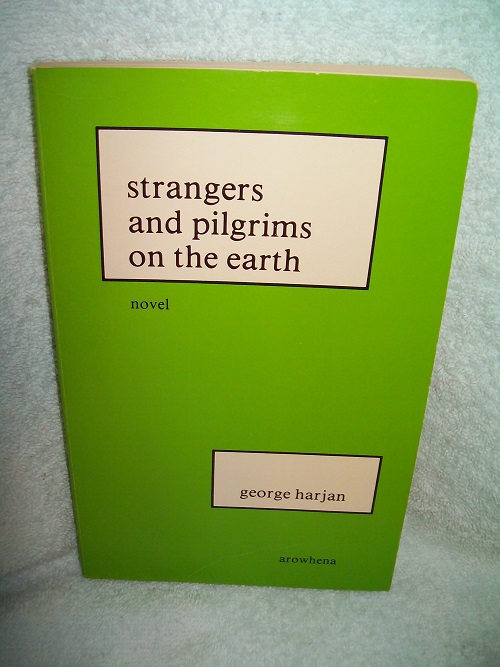 strangers
and pilgrims
on the earth
novel
george harjan
arowhena